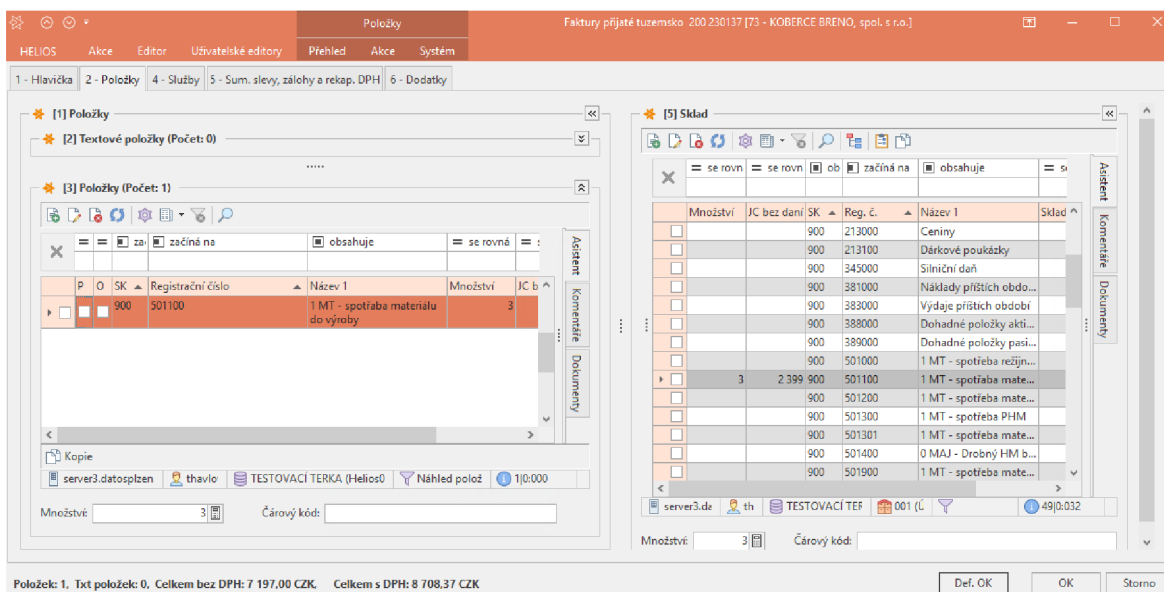 Položky
Faktury přijaté tuzemsko 200 230137 [73 - KOBERCE BRENO, spol. s r.o.]
HELIOS Akce Editor Uživatelské editory Přehled Akce Systém
1 - Hlavička 2 - Položky 4 - Služby 5 - Sum. slevy, zálohy a rekap. DPH 6 - Dodatky
[1] Položky
[2] Textové položky (Počet: 0)
[3] Položky (Počet: 1)
= = za začíná na obsahuje = se rovná =
P O SK Registrační číslo Název 1 Množství JC b
900 501100 1 MT - spotřaba materiálu 3
do výroby
Asistent
Komentáře
Dokumenty
Kopie
server3.datosplzen thavlo TESTOVACÍ TERKA (Helios0 Náhled polož 1|0:000
Množství: 3 Čárový kód:
[5] Sklad
= se rovn = se rovn ob začíná na obsahuje = s
Množství JC bez daní SK Reg. č. Název 1 Sklad
900 213000 Ceniny
900 213100 Dárkové poukázky
900 345000 Silniční daň
900 381000 Náklady příštích obdo...
900 383000 Výdaje příštích období
900 388000 Dohadné položky akti...
900 389000 Dohadné položky pasi...
900 501000 1 MT - spotřeba režijn...
3 2 399 900 501100 1 MT - spotřaba mate...
900 501200 1 MT - spotřeba mate...
900 501300 1 MT - spotřeba PHM
900 501301 1 MT - spotřeba mate...
900 501400 0 MAJ - Drobný HM b...
900 501900 1 MT - spotřeba mate...
Asistent
Komentáře
Dokumenty
server3.da th TESTOVACÍ TER 001 (Ú 49|0:032
Množství: 3 Čárový kód:
Položek: 1, Txt položek: 0, Celkem bez DPH: 7 197,00 CZK, Celkem s DPH: 8 708,37 CZK
Def. OK OK Storno